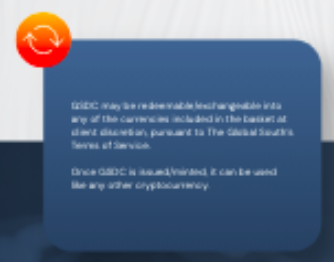 GSDC may be redeemable/exchangeable into
any of the currencies included in the basket at
client discretion, pursuant to The Global South's
Terms of Service.
Once GSDC is issued/minted, it can be used
like any other cryptocurrency.